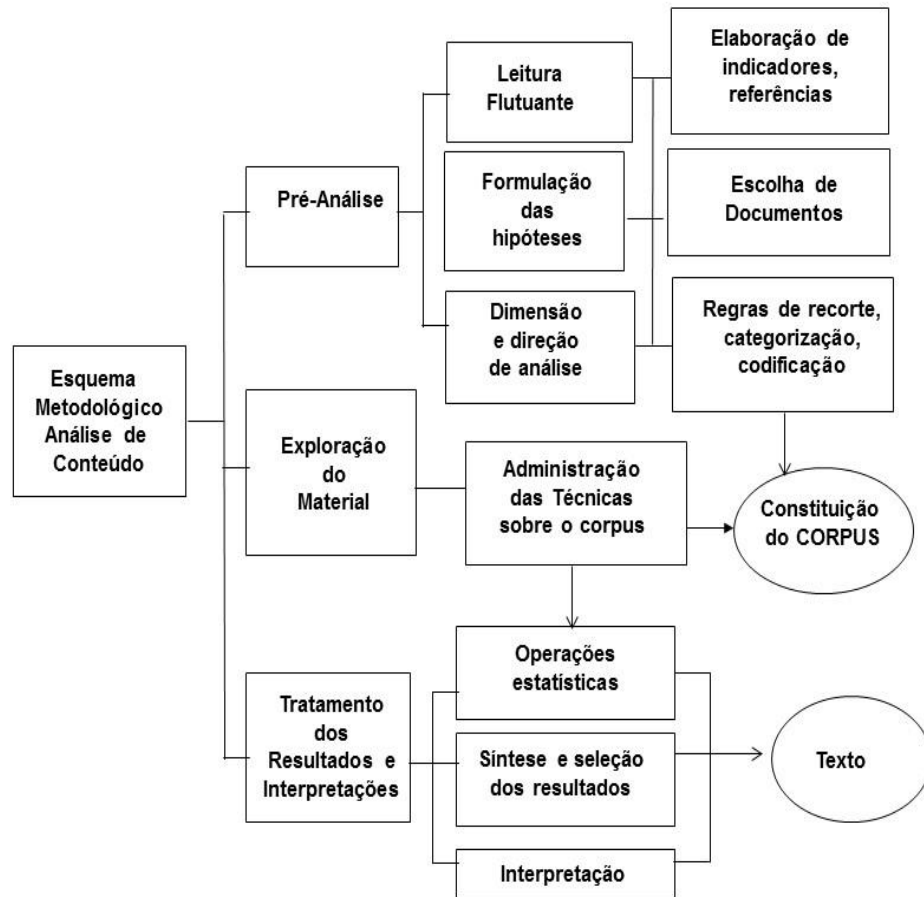 Esquema
Metodológico
Análise de
Conteúdo
Pré-Análise
Leitura
Flutuante
Formulação
das
hipóteses
Dimensão
e direção
de análise
Elaboração de
indicadores,
referências
Escolha de
Documentos
Regras de recorte,
categorização,
codificação
Exploração
do
Material
Administração
das Técnicas
sobre o corpus
Constituição
do CORPUS
Tratamento
dos
Resultados e
Interpretações
Operações
estatísticas
Síntese e seleção
dos resultados
Interpretação
Texto